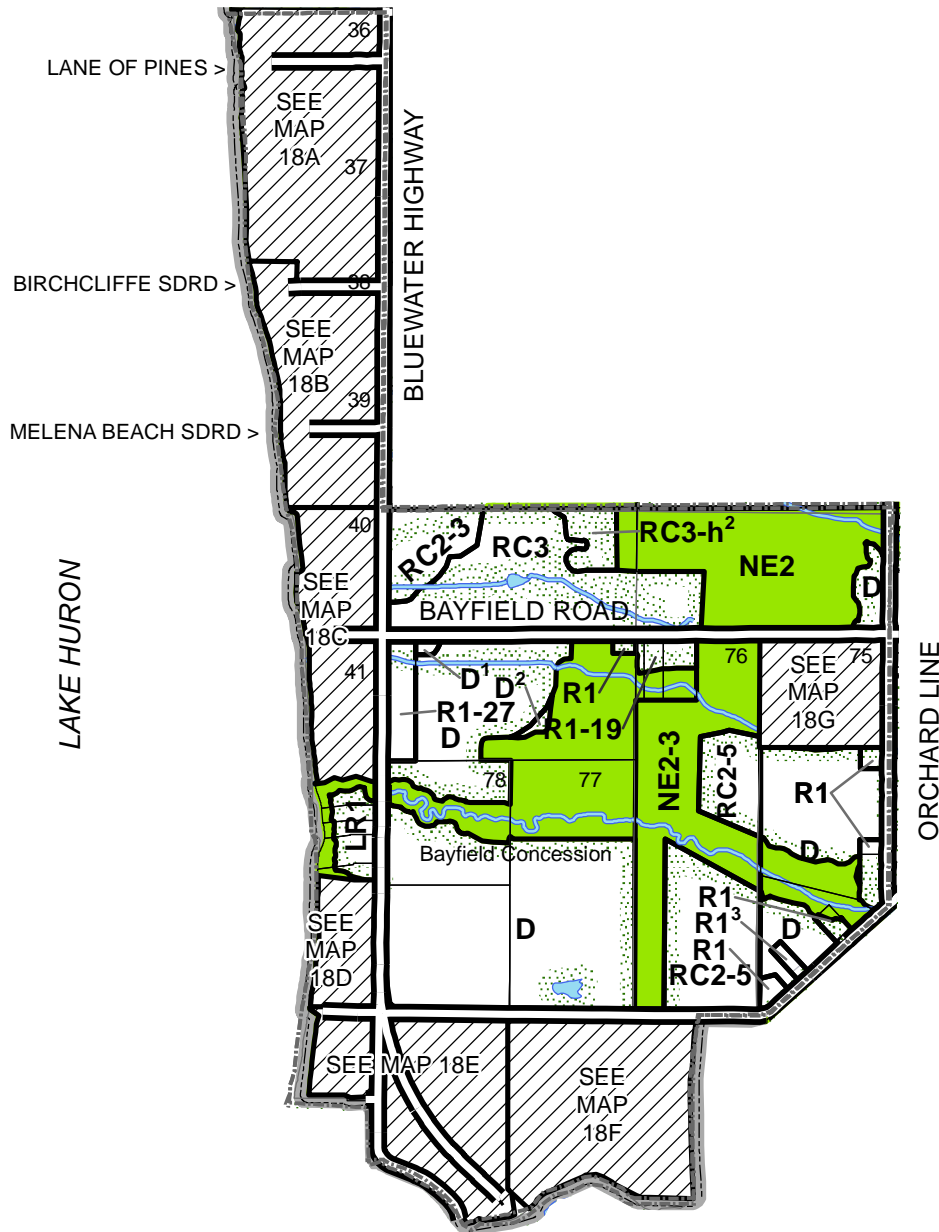 36
LANE OF PINES >
SEE
MAP
18A
37
BLUEWATER HIGHWAY
BIRCHCLIFFE SDRD >
38
SEE
MAP
18B
39
MELENA BEACH SDRD >
40
RC2-3
RC3
RC3-h²
NE2
D
SEE
MAP
18C
BAYFIELD ROAD
LAKE HURON
41
D¹
D²
R1
76
SEE
MAP
18G
75
ORCHARD LINE
R1-27
R1-19
D
NE2-3
RC2-5
78
77
R1
LR1
Bayfield Concession
D
R1
R1³
D
R1
RC2-5
D
SEE
MAP
18D
SEE MAP 18E
SEE
MAP
18F